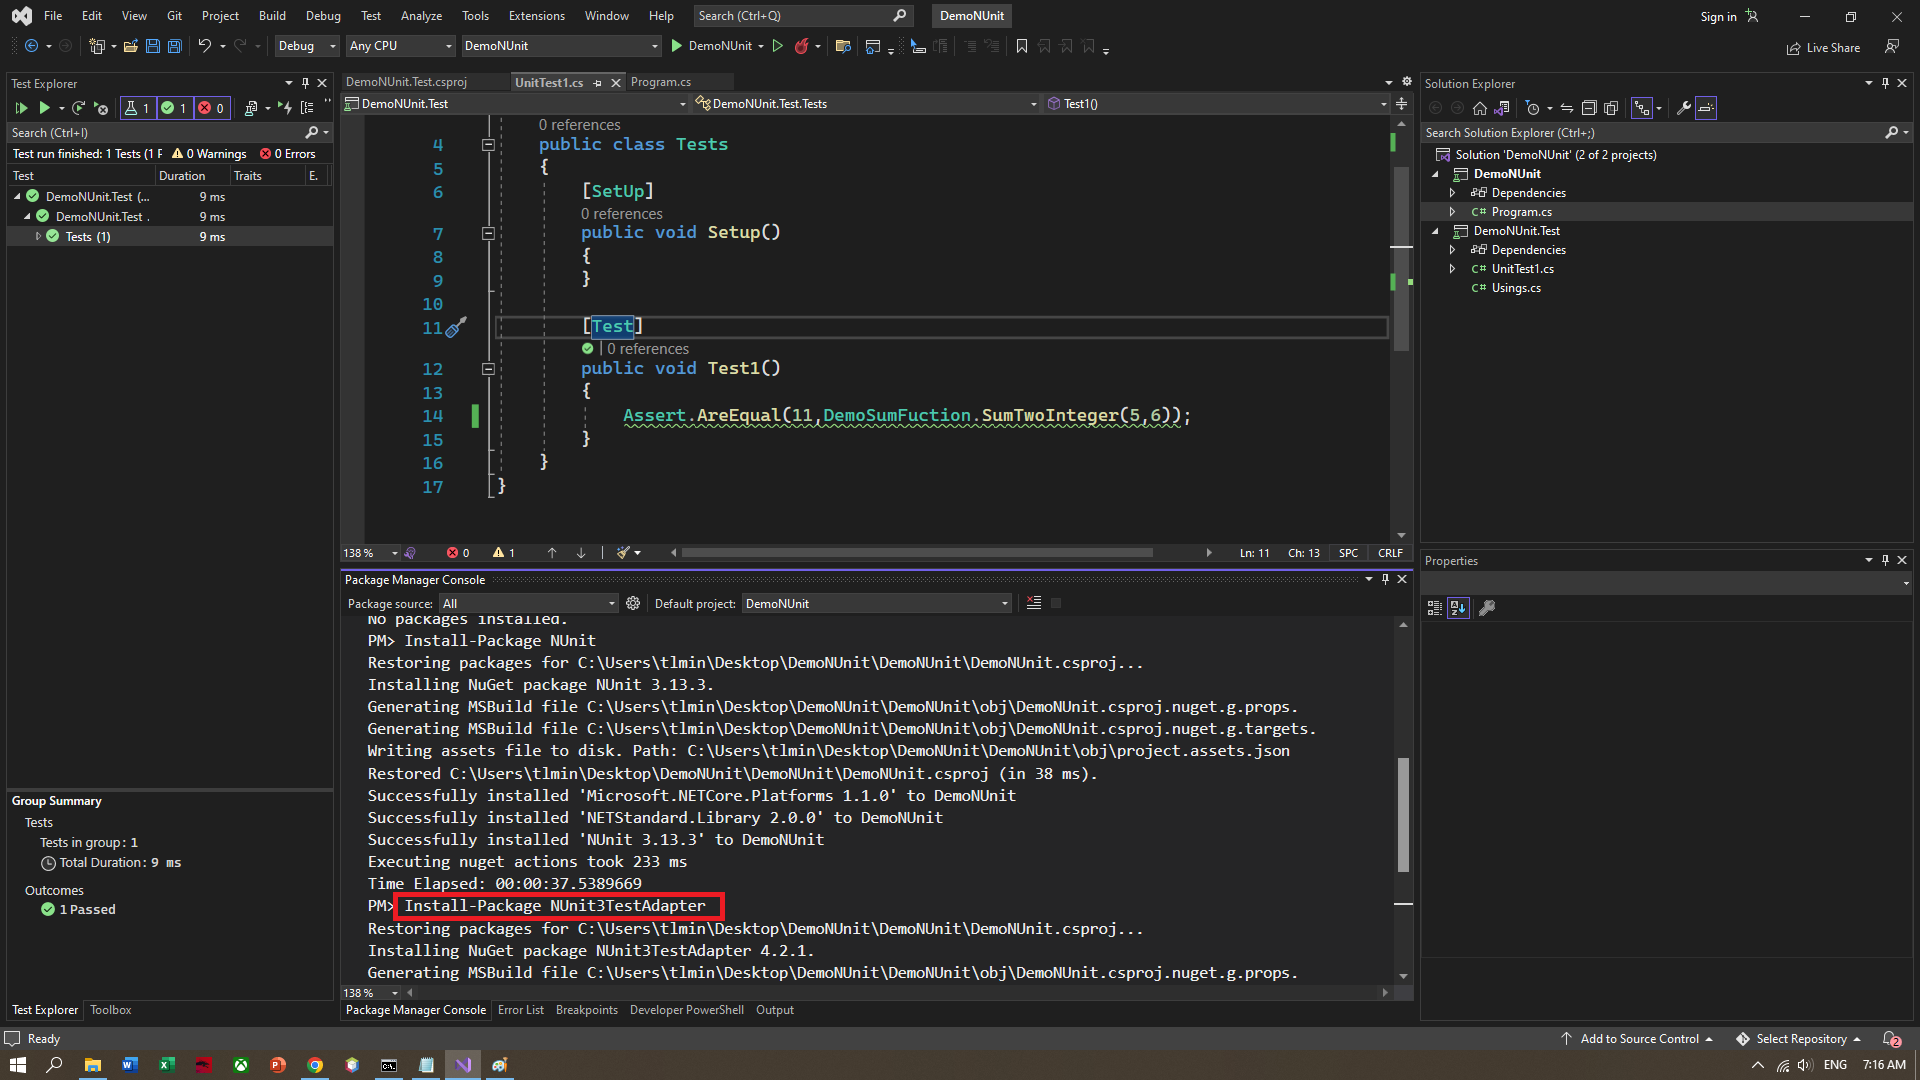 File Edit View Git Project Build Debug Test Analyze Tools Extensions Window Help Search (Ctrl+Q) DemoNUnit Sign in
Debug Any CPU DemoNUnit DemoNUnit Live Share
Test Explorer
1 1 0
Search (Ctrl+I)
Test run finished: 1 Tests (1 P 0 Warnings 0 Errors
Test Duration Traits E.
DemoNUnit.Test (... 9 ms
DemoNUnit.Test . 9 ms
Tests (1) 9 ms
Group Summary
Tests
Tests in group: 1
Total Duration: 9 ms
Outcomes
1 Passed
Test Explorer Toolbox
DemoNUnit.Test.csproj UnitTest1.cs Program.cs
DemoNUnit.Test DemoNUnit.Test.Tests Test1()
0 references
4 public class Tests
5 {
6 [SetUp]
0 references
7 public void Setup()
8 {
9 }
10
11 [Test]
0 references
12 public void Test1()
13 {
14 Assert.AreEqual(11,DemoSumFuction.SumTwoInteger(5,6));
15 }
16 }
17 }
138 % 0 1 Ln: 11 Ch: 13 SPC CRLF
Package Manager Console
Package source: All Default project: DemoNUnit
No packages installed.
PM> Install-Package NUnit
Restoring packages for C:\Users\tlmin\Desktop\DemoNUnit\DemoNUnit\DemoNUnit.csproj...
Installing NuGet package NUnit 3.13.3.
Generating MSBuild file C:\Users\tlmin\Desktop\DemoNUnit\DemoNUnit\obj\DemoNUnit.csproj.nuget.g.props.
Generating MSBuild file C:\Users\tlmin\Desktop\DemoNUnit\DemoNUnit\obj\DemoNUnit.csproj.nuget.g.targets.
Writing assets file to disk. Path: C:\Users\tlmin\Desktop\DemoNUnit\DemoNUnit\obj\project.assets.json
Restored C:\Users\tlmin\Desktop\DemoNUnit\DemoNUnit\DemoNUnit.csproj (in 38 ms).
Successfully installed 'Microsoft.NETCore.Platforms 1.1.0' to DemoNUnit
Successfully installed 'NETStandard.Library 2.0.0' to DemoNUnit
Successfully installed 'NUnit 3.13.3' to DemoNUnit
Executing nuget actions took 233 ms
Time Elapsed: 00:00:37.5389669
PM> Install-Package NUnit3TestAdapter
Restoring packages for C:\Users\tlmin\Desktop\DemoNUnit\DemoNUnit\DemoNUnit.csproj...
Installing NuGet package NUnit3TestAdapter 4.2.1.
Generating MSBuild file C:\Users\tlmin\Desktop\DemoNUnit\DemoNUnit\obj\DemoNUnit.csproj.nuget.g.props.
138 %
Package Manager Console Error List Breakpoints Developer PowerShell Output
Solution Explorer
Search Solution Explorer (Ctrl+;)
Solution 'DemoNUnit' (2 of 2 projects)
DemoNUnit
Dependencies
C# Program.cs
DemoNUnit.Test
Dependencies
C# UnitTest1.cs
C# Usings.cs
Properties
Ready Add to Source Control Select Repository 2
ENG 7:16 AM